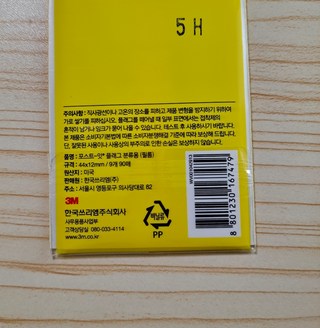 5H
주의사항 : 직사광선이나 고온의 장소를 피하고 제품 변형을 방지하기 위하여
가로 쌓기를 피하십시오. 플래그를 떼어낼 때 일부 표면에서는 접착제의
흔적이 남거나 잉크가 묻어 나올 수 있습니다. 테스트 후 사용하시기 바랍니다.
본 제품은 소비자기본법에 따른 소비자분쟁해결 기준에 따라 보상해 드립니다.
단, 잘못된 사용이나 사용상의 부주의로 인한 손실은 보상하지 않습니다.
품명 : 포스트-잇® 플래그 분류용 (필름)
규격 : 44x12mm / 9개 90매
원산지 : 미국
판매원 : 한국쓰리엠(주)
주소 : 서울시 영등포구 의사당대로 82
3M
한국쓰리엠주식회사
사무용품사업부
고객상담실 080-033-4114
www.3m.co.kr
비닐류
PP
8 801230 167479